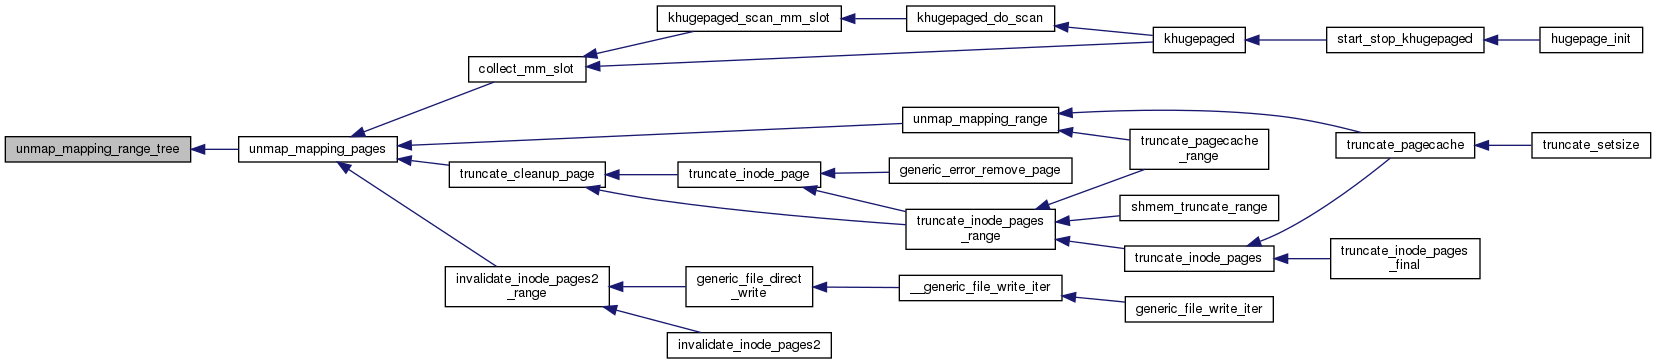 khugepaged_scan_mm_slot
khugepaged_do_scan
khugepaged
start_stop_khugepaged
hugepage_init
collect_mm_slot
unmap_mapping_range
unmap_mapping_range_tree
unmap_mapping_pages
truncate_pagecache
_range
truncate_pagecache
truncate_setsize
truncate_cleanup_page
truncate_inode_page
generic_error_remove_page
shmem_truncate_range
truncate_inode_pages
_range
truncate_inode_pages
truncate_inode_pages
_final
invalidate_inode_pages2
_range
generic_file_direct
_write
__generic_file_write_iter
generic_file_write_iter
invalidate_inode_pages2